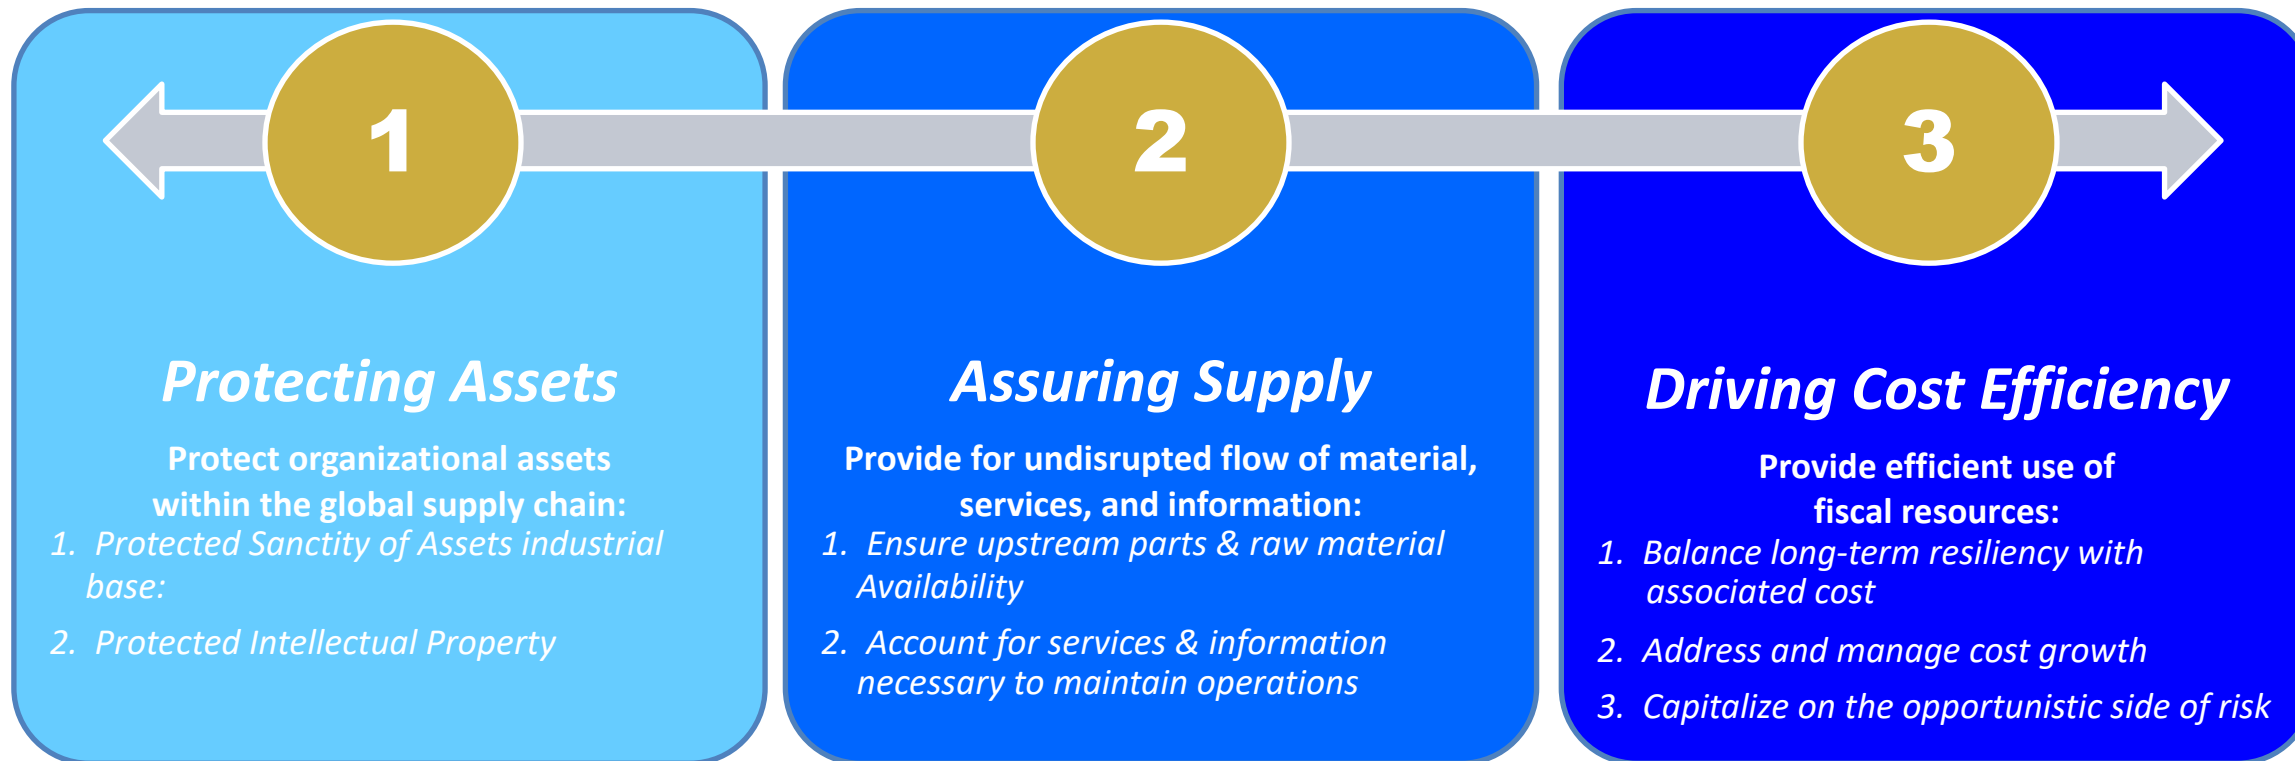 1
Protecting Assets
Protect organizational assets
within the global supply chain:
1. Protected Sanctity of Assets industrial
base:
2. Protected Intellectual Property
2
Assuring Supply
Provide for undisrupted flow of material,
services, and information:
1. Ensure upstream parts & raw material
Availability
2. Account for services & information
necessary to maintain operations
3
Driving Cost Efficiency
Provide efficient use of
fiscal resources:
1. Balance long-term resiliency with
associated cost
2. Address and manage cost growth
3. Capitalize on the opportunistic side of risk